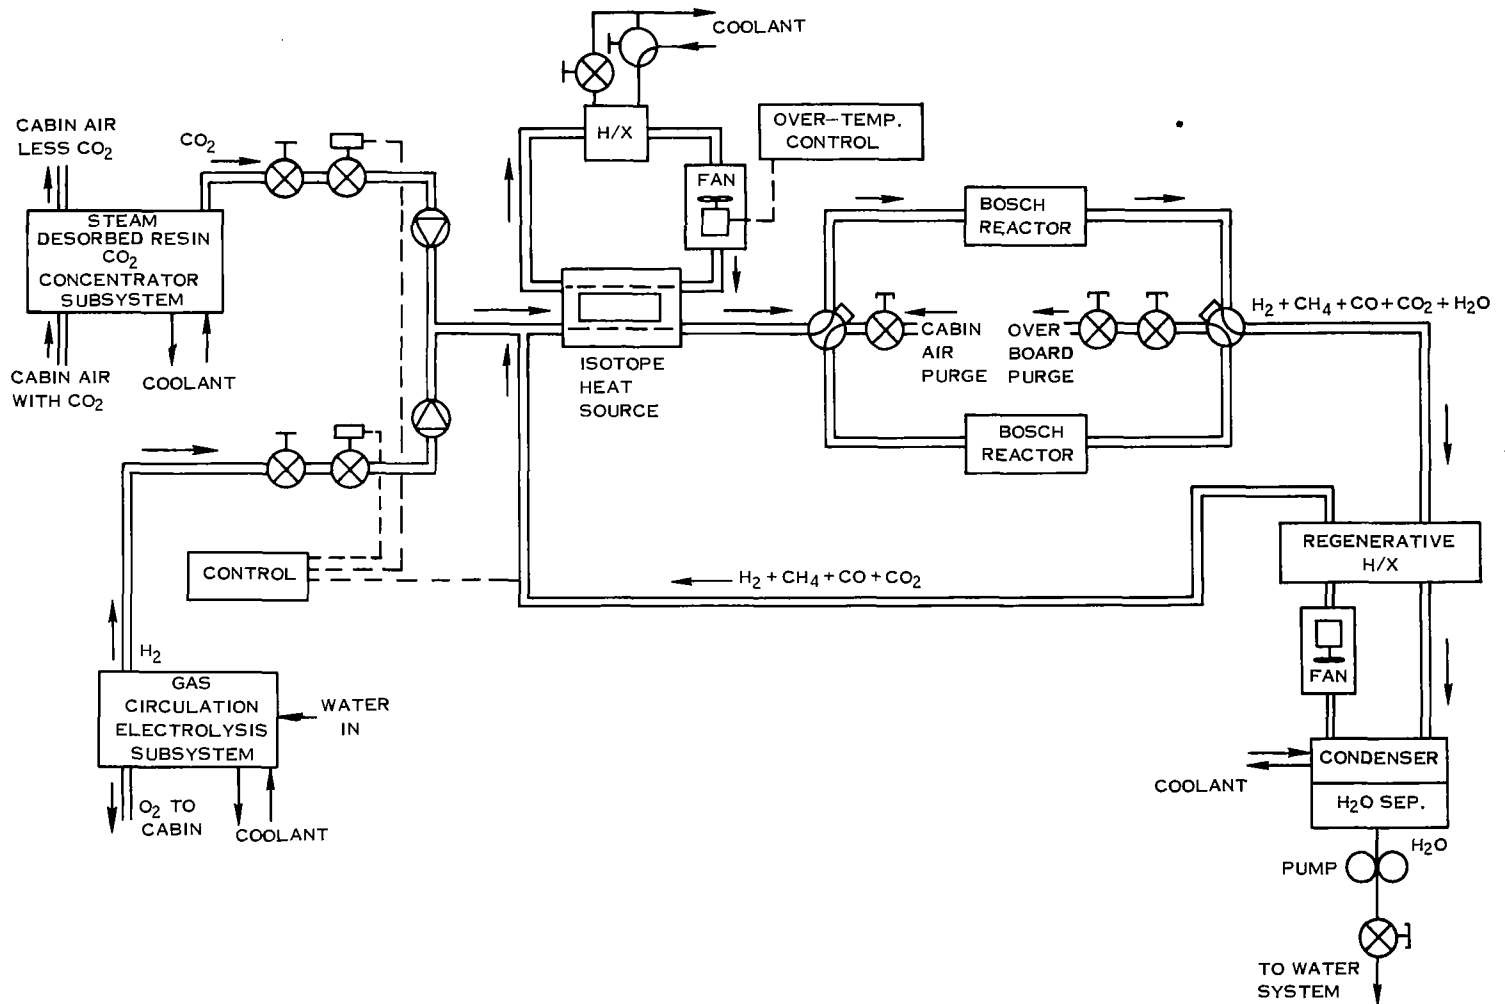 COOLANT
CABIN AIR
LESS CO2
CO2
H/X
OVER-TEMP.
CONTROL
FAN
STEAM
DESORBED RESIN
CO2
CONCENTRATOR
SUBSYSTEM
BOSCH
REACTOR
CABIN AIR
WITH CO2
COOLANT
ISOTOPE
HEAT
SOURCE
CABIN
AIR
PURGE
OVER
BOARD
PURGE
H2 + CH4 + CO + CO2 + H2O
BOSCH
REACTOR
CONTROL
H2 + CH4 + CO + CO2
REGENERATIVE
H/X
H2
GAS
CIRCULATION
ELECTROLYSIS
SUBSYSTEM
WATER
IN
FAN
O2 TO
CABIN
COOLANT
COOLANT
CONDENSER
H2O SEP.
H2O
PUMP
TO WATER
SYSTEM